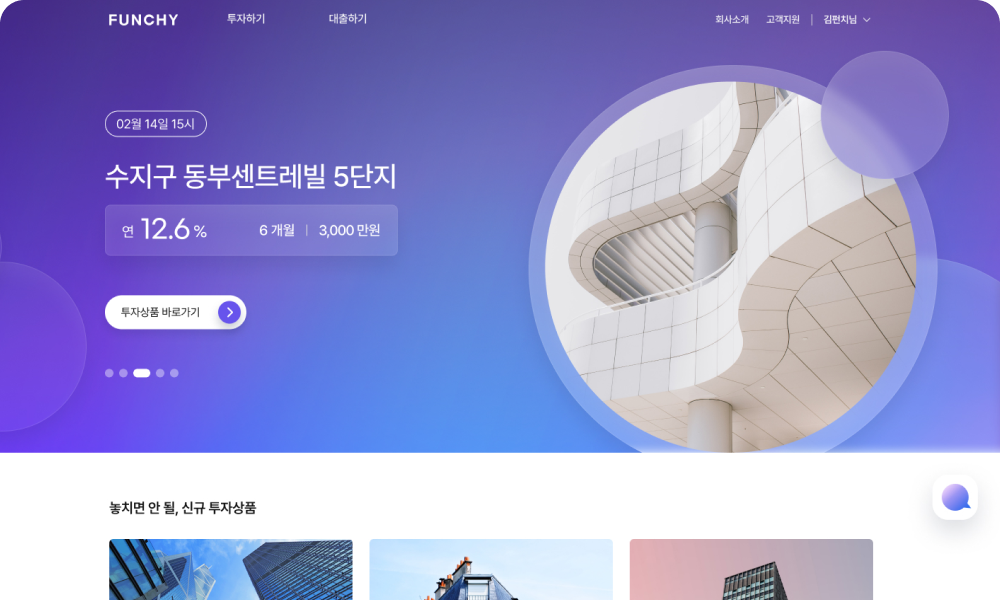 FUNCHY 투자하기 대출하기 회사소개 고객지원 | 김펀치님
02월 14일 15시
수지구 동부센트레빌 5단지
연 12.6 % 6 개월 | 3,000 만원
투자상품 바로가기
놓치면 안 될, 신규 투자상품